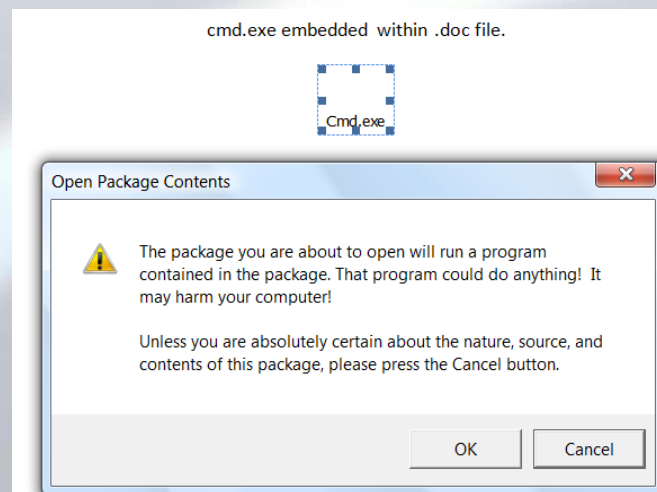 cmd.exe embedded within .doc file.
Cmd.exe
Open Package Contents
The package you are about to open will run a program
contained in the package. That program could do anything! It
may harm your computer!
Unless you are absolutely certain about the nature, source, and
contents of this package, please press the Cancel button.
OK Cancel